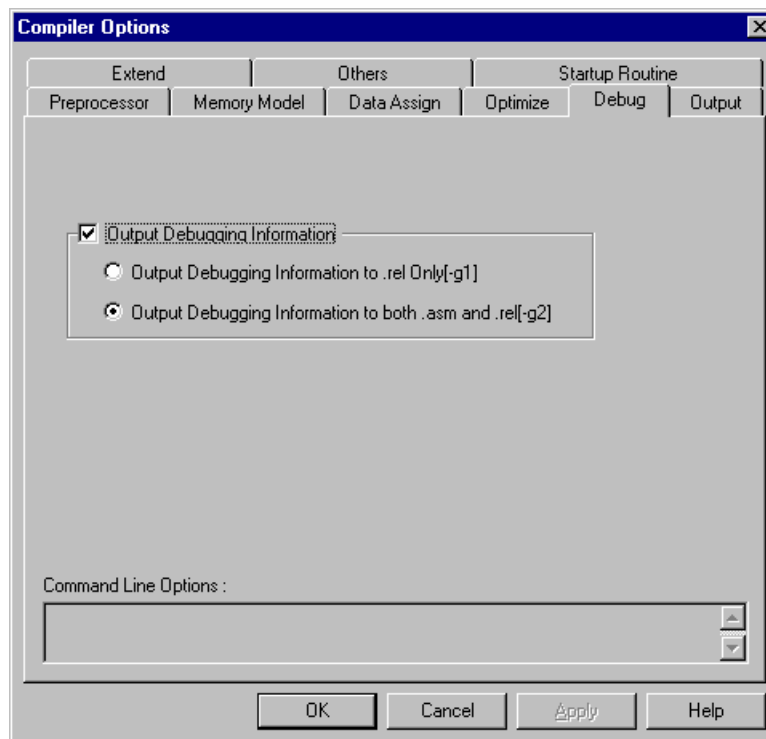 Compiler Options
Extend Others Startup Routine
Preprocessor Memory Model Data Assign Optimize Debug Output
Output Debugging Information
Output Debugging Information to .rel Only[-g1]
Output Debugging Information to both .asm and .rel[-g2]
Command Line Options :
OK Cancel Apply Help